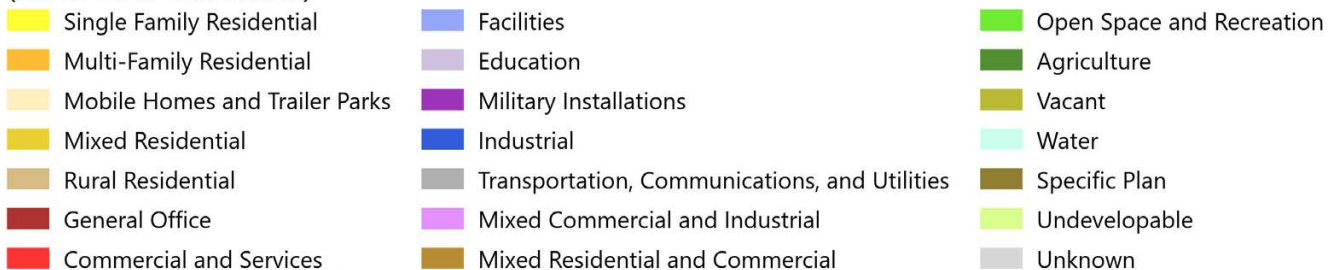 Single Family Residential
Multi-Family Residential
Mobile Homes and Trailer Parks
Mixed Residential
Rural Residential
General Office
Commercial and Services
Facilities
Education
Military Installations
Industrial
Transportation, Communications, and Utilities
Mixed Commercial and Industrial
Mixed Residential and Commercial
Open Space and Recreation
Agriculture
Vacant
Water
Specific Plan
Undevelopable
Unknown